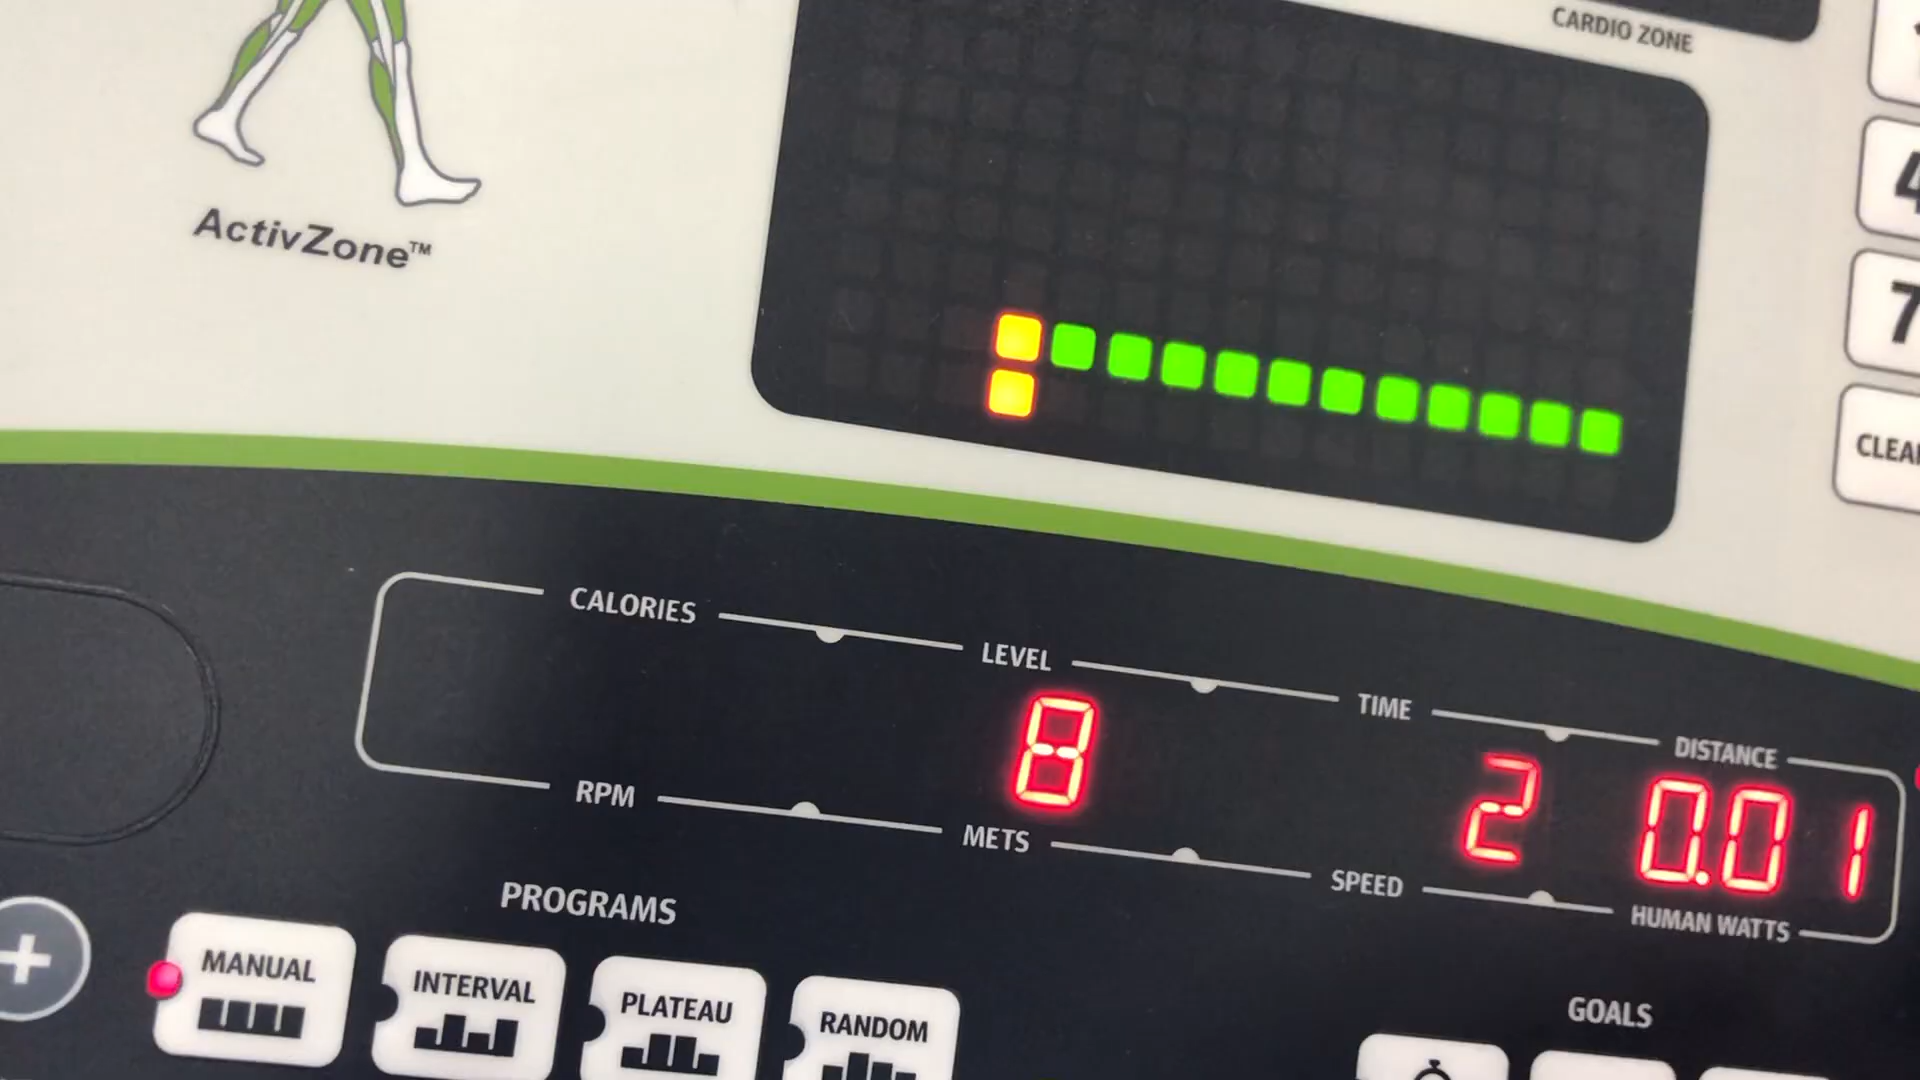 CARDIO ZONE
ActivZone™
4
7
CLEAR
CALORIES
LEVEL
TIME
DISTANCE
8
2
0.01
RPM
METS
SPEED
HUMAN WATTS
PROGRAMS
MANUAL
INTERVAL
PLATEAU
RANDOM
GOALS